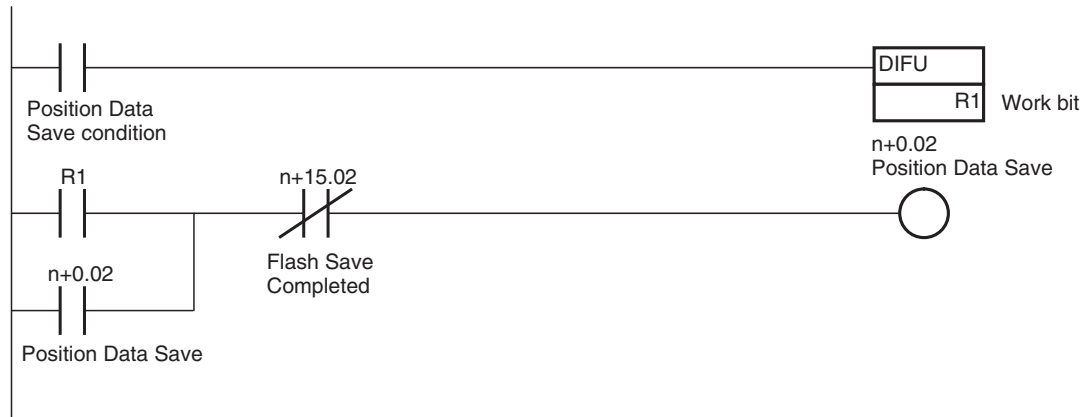 DIFU
R1 Work bit
Position Data
Save condition
n+0.02
Position Data Save
R1
n+15.02
Flash Save
Completed
n+0.02
Position Data Save